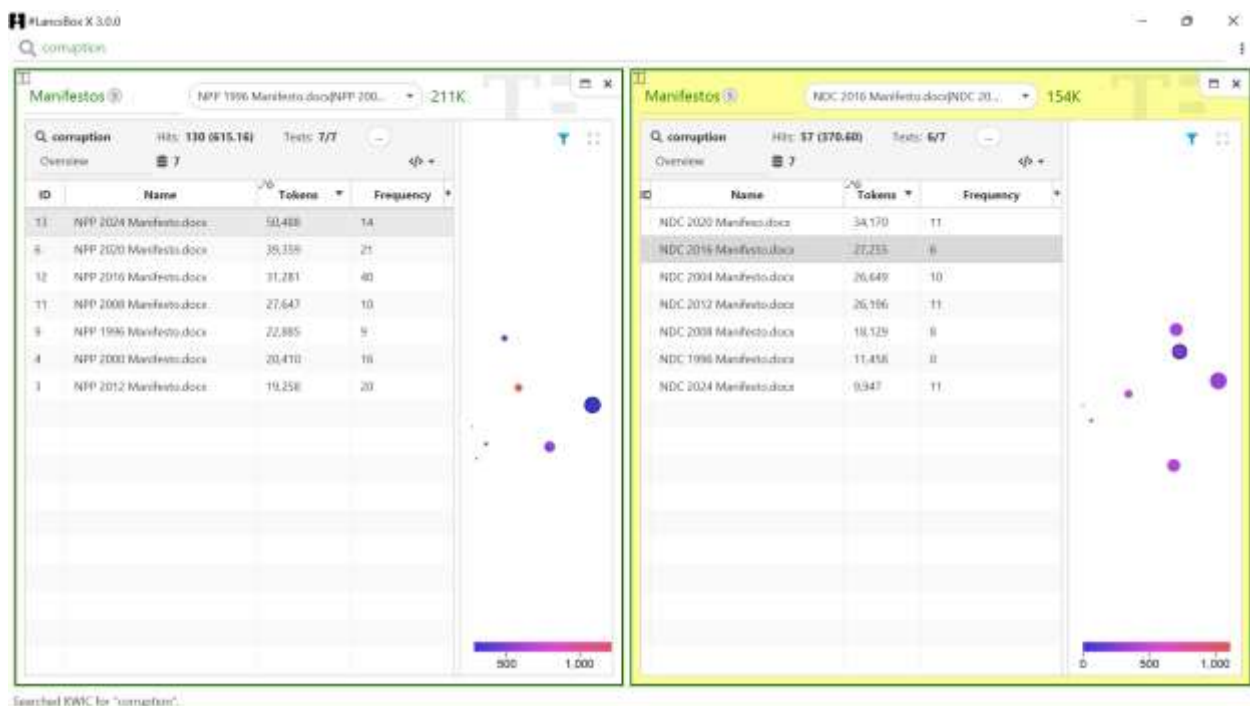 #LancsBox X 3.0.0
corruption
Manifestos 5 NPP 1996 Manifesto.docx|NPP 200... 211K
corruption Hits: 130 (615.16) Texts: 7/7 ...
Overview 7 </>
ID Name Tokens Frequency
13 NPP 2024 Manifesto.docx 50,488 14
6 NPP 2020 Manifesto.docx 39,359 21
12 NPP 2016 Manifesto.docx 31,281 40
11 NPP 2008 Manifesto.docx 27,647 10
9 NPP 1996 Manifesto.docx 22,885 9
4 NPP 2000 Manifesto.docx 20,410 16
3 NPP 2012 Manifesto.docx 19,258 20
500 1,000
Manifestos 5 NDC 2016 Manifesto.docx|NDC 20... 154K
corruption Hits: 57 (370.60) Texts: 6/7 ...
Overview 7 </>
ID Name Tokens Frequency
NDC 2020 Manifesto.docx 34,170 11
NDC 2016 Manifesto.docx 27,255 6
NDC 2004 Manifesto.docx 26,649 10
NDC 2012 Manifesto.docx 26,196 11
NDC 2008 Manifesto.docx 18,129 8
NDC 1996 Manifesto.docx 11,458 0
NDC 2024 Manifesto.docx 9,947 11
0 500 1,000
Searched KWIC for "corruption".